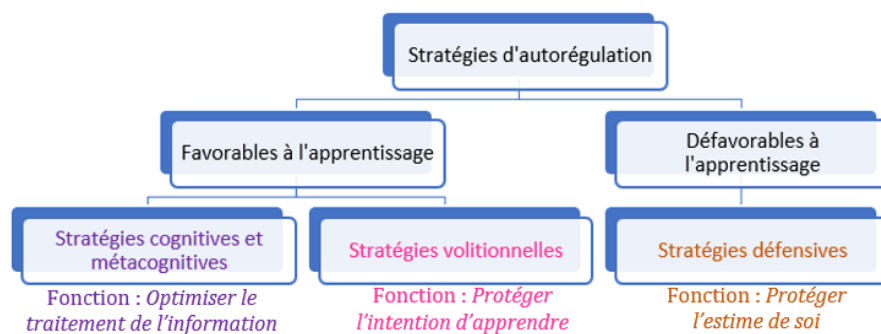 Stratégies d'autorégulation
Favorables à l'apprentissage
Défavorables à
l'apprentissage
Stratégies cognitives et
métacognitives
Stratégies volitionnelles
Stratégies défensives
Fonction : Optimiser le
traitement de l'information
Fonction : Protéger
l'intention d'apprendre
Fonction : Protéger
l'estime de soi